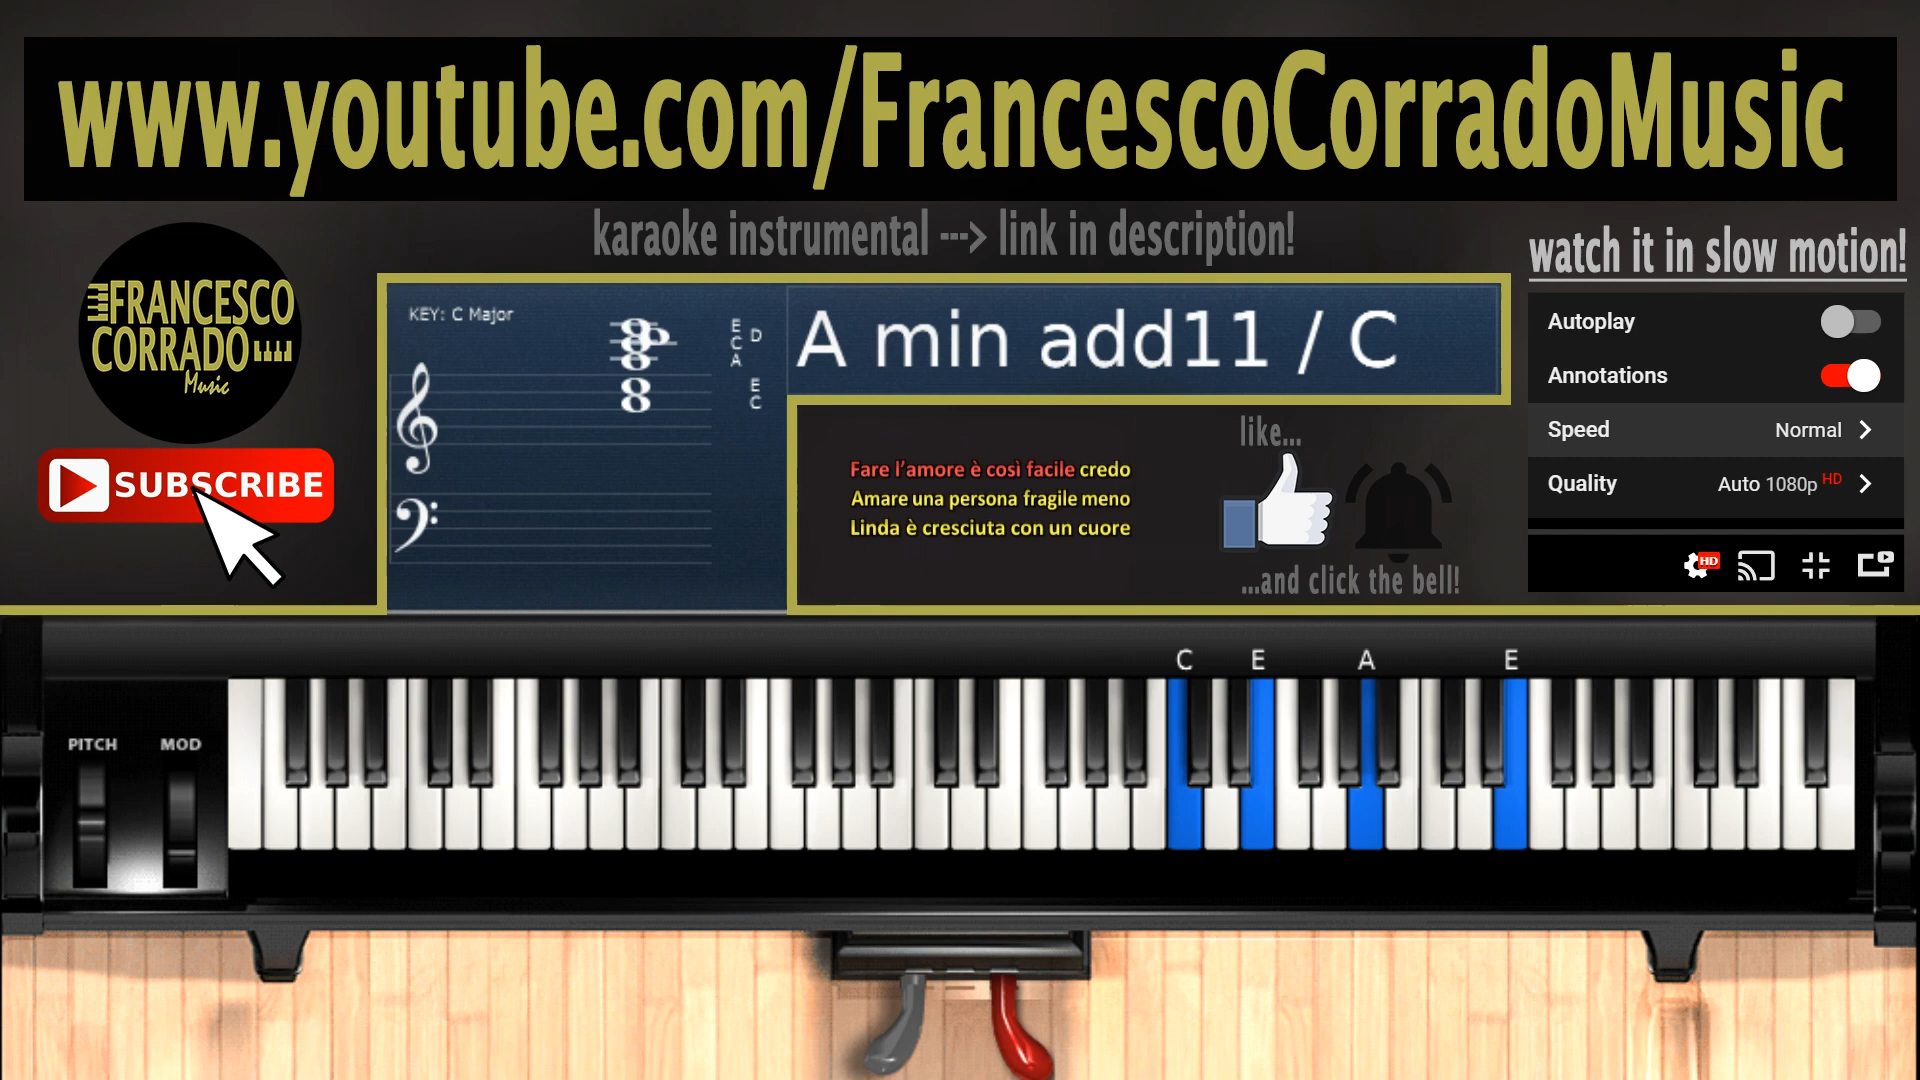 www.youtube.com/FrancescoCorradoMusic
karaoke instrumental ---> link in description!
watch it in slow motion!
FRANCESCO
CORRADO
Music
SUBSCRIBE
KEY: C Major
E
D
C
A
E
C
A min add11 / C
Autoplay
Annotations
Speed Normal
Quality Auto 1080p HD
HD
like...
Fare l'amore è così facile credo
Amare una persona fragile meno
Linda è cresciuta con un cuore
...and click the bell!
C E A E
PITCH MOD